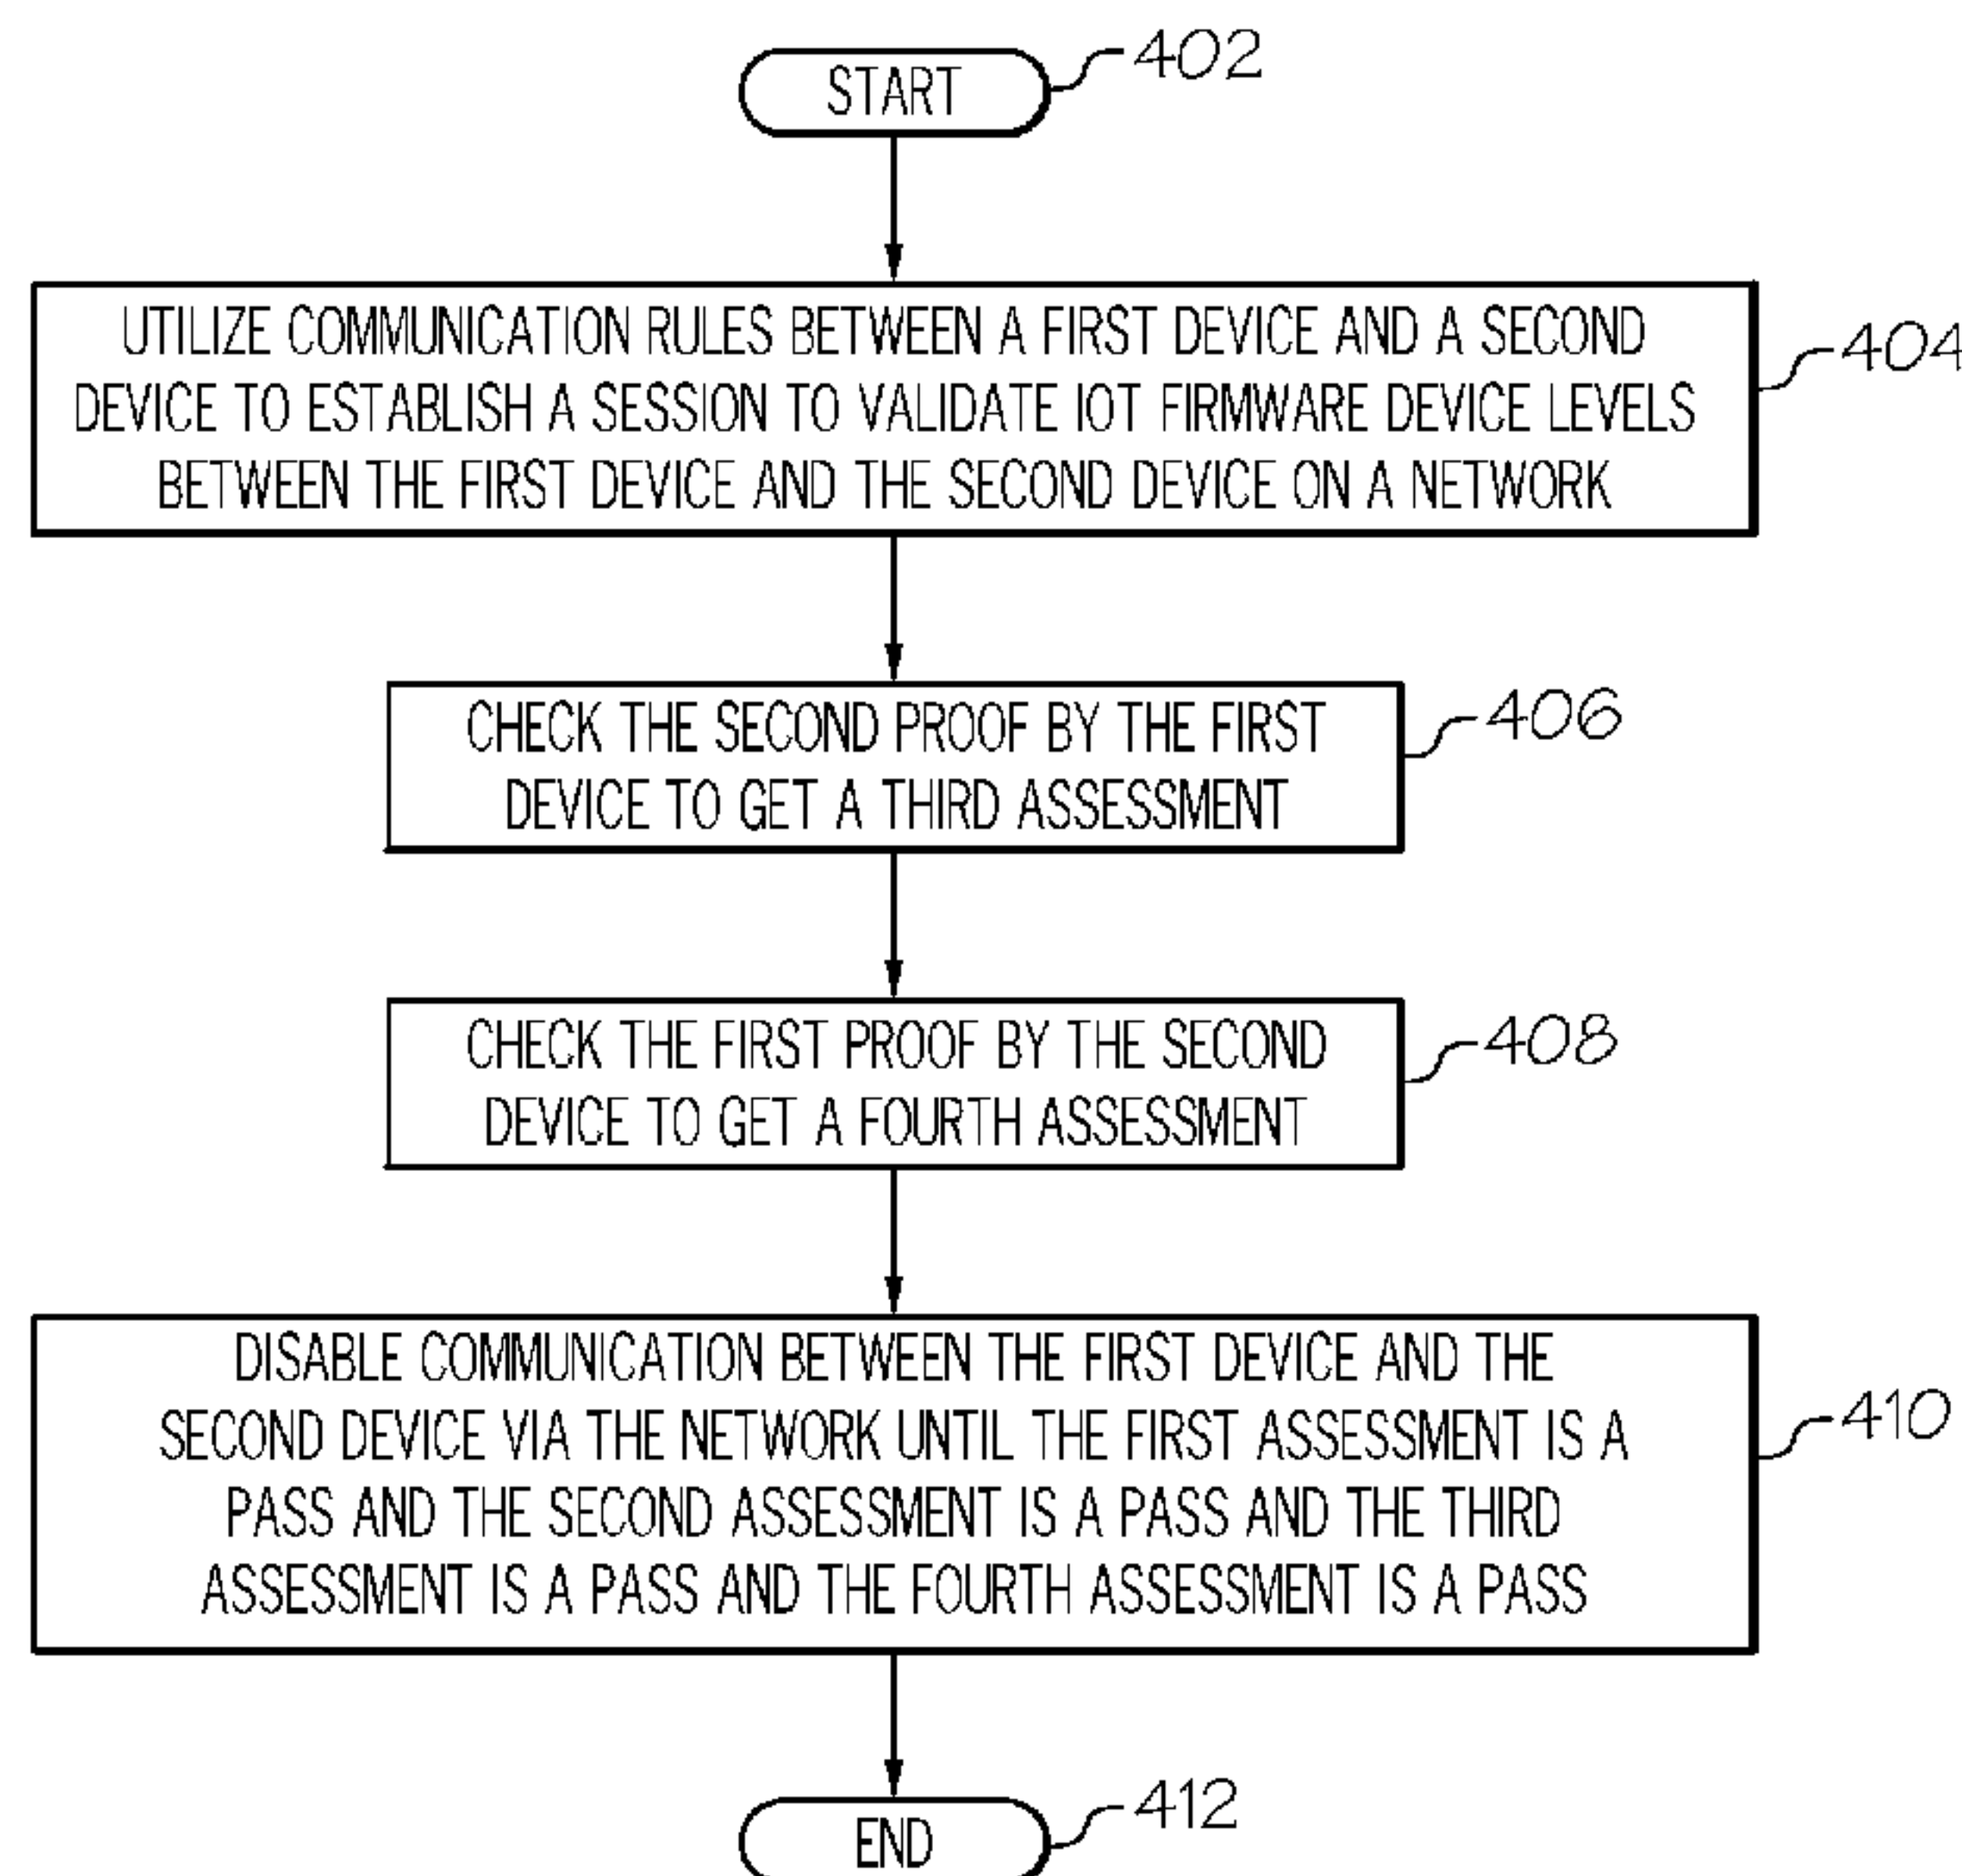 START
402
UTILIZE COMMUNICATION RULES BETWEEN A FIRST DEVICE AND A SECOND
DEVICE TO ESTABLISH A SESSION TO VALIDATE IOT FIRMWARE DEVICE LEVELS
BETWEEN THE FIRST DEVICE AND THE SECOND DEVICE ON A NETWORK
404
CHECK THE SECOND PROOF BY THE FIRST
DEVICE TO GET A THIRD ASSESSMENT
406
CHECK THE FIRST PROOF BY THE SECOND
DEVICE TO GET A FOURTH ASSESSMENT
408
DISABLE COMMUNICATION BETWEEN THE FIRST DEVICE AND THE
SECOND DEVICE VIA THE NETWORK UNTIL THE FIRST ASSESSMENT IS A
PASS AND THE SECOND ASSESSMENT IS A PASS AND THE THIRD
ASSESSMENT IS A PASS AND THE FOURTH ASSESSMENT IS A PASS
410
END
412